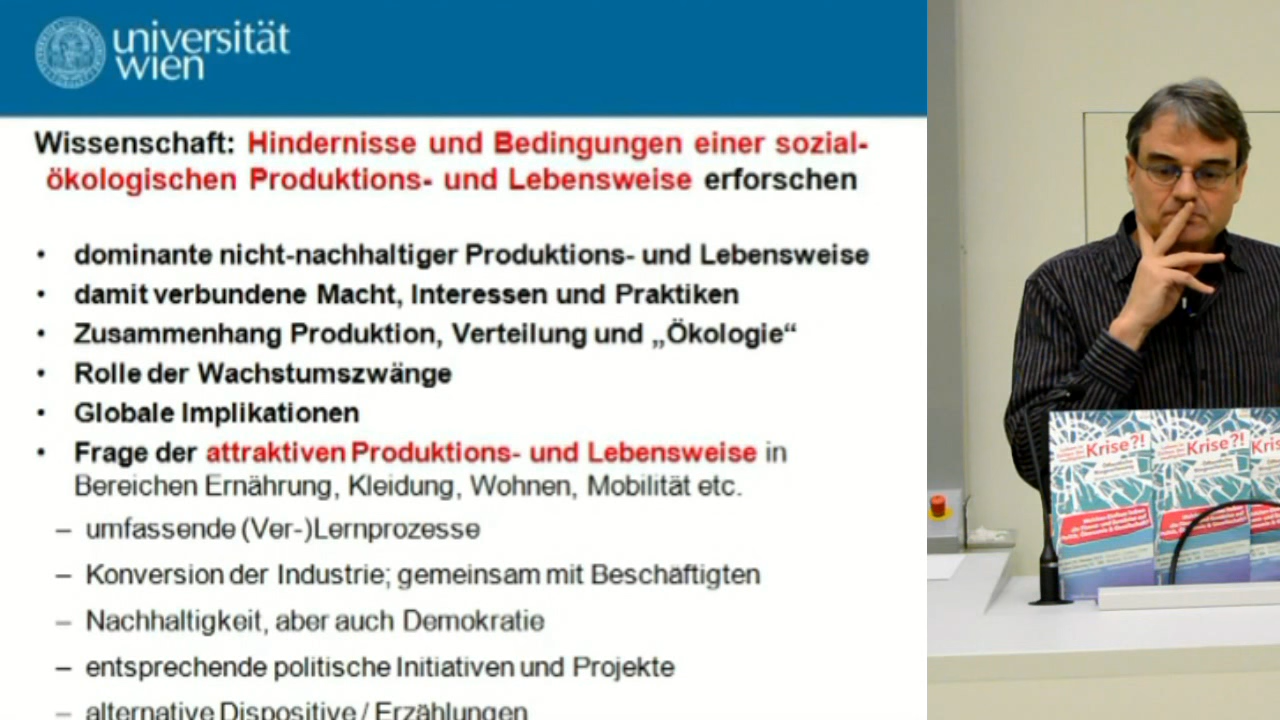 universität
wien
Wissenschaft: Hindernisse und Bedingungen einer sozial-
ökologischen Produktions- und Lebensweise erforschen
• dominante nicht-nachhaltiger Produktions- und Lebensweise
• damit verbundene Macht, Interessen und Praktiken
• Zusammenhang Produktion, Verteilung und „Ökologie“
• Rolle der Wachstumszwänge
• Globale Implikationen
• Frage der attraktiven Produktions- und Lebensweise in
Bereichen Ernährung, Kleidung, Wohnen, Mobilität etc.
– umfassende (Ver-)Lernprozesse
– Konversion der Industrie; gemeinsam mit Beschäftigten
– Nachhaltigkeit, aber auch Demokratie
– entsprechende politische Initiativen und Projekte
– alternative Dispositive / Erzählungen
Krise?!
Krise?!
Kris